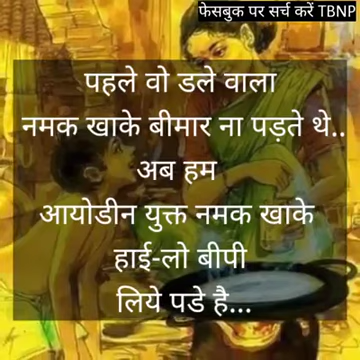 फेसबुक पर सर्च करें TBNP
पहले वो डले वाला
नमक खाके बीमार ना पड़ते थे..
अब हम
आयोडीन युक्त नमक खाके
हाई-लो बीपी
लिये पडे है...